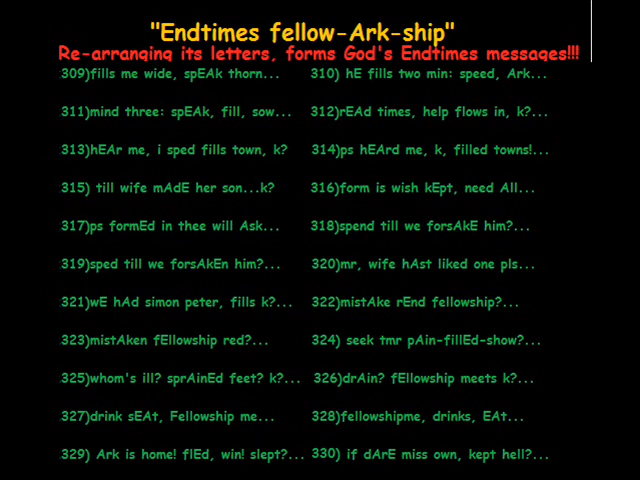 "Endtimes fellow-Ark-ship"
Re-arranging its letters, forms God's Endtimes messages!!!
309)fills me wide, spEAk thorn... 310) hE fills two min: speed, Ark...
311)mind three: spEAk, fill, sow... 312)rEAd times, help flows in, k?...
313)hEAr me, i sped fills town, k? 314)ps hEArd me, k, filled towns!...
315) till wife mAdE her son...k? 316)form is wish kEpt, need All...
317)ps formEd in thee will Ask... 318)spend till we forsAkE him?...
319)sped till we forsAkEn him?... 320)mr, wife hAst liked one pls...
321)wE hAd simon peter, fills k?... 322)mistAke rEnd fellowship?...
323)mistAken fEllowship red?... 324) seek tmr pAin-fillEd-show?...
325)whom's ill? sprAinEd feet? k?... 326)drAin? fEllowship meets k?...
327)drink sEAt, Fellowship me... 328)fellowshipme, drinks, EAt...
329) Ark is home! flEd, win! slept?... 330) if dArE miss own, kept hell?...